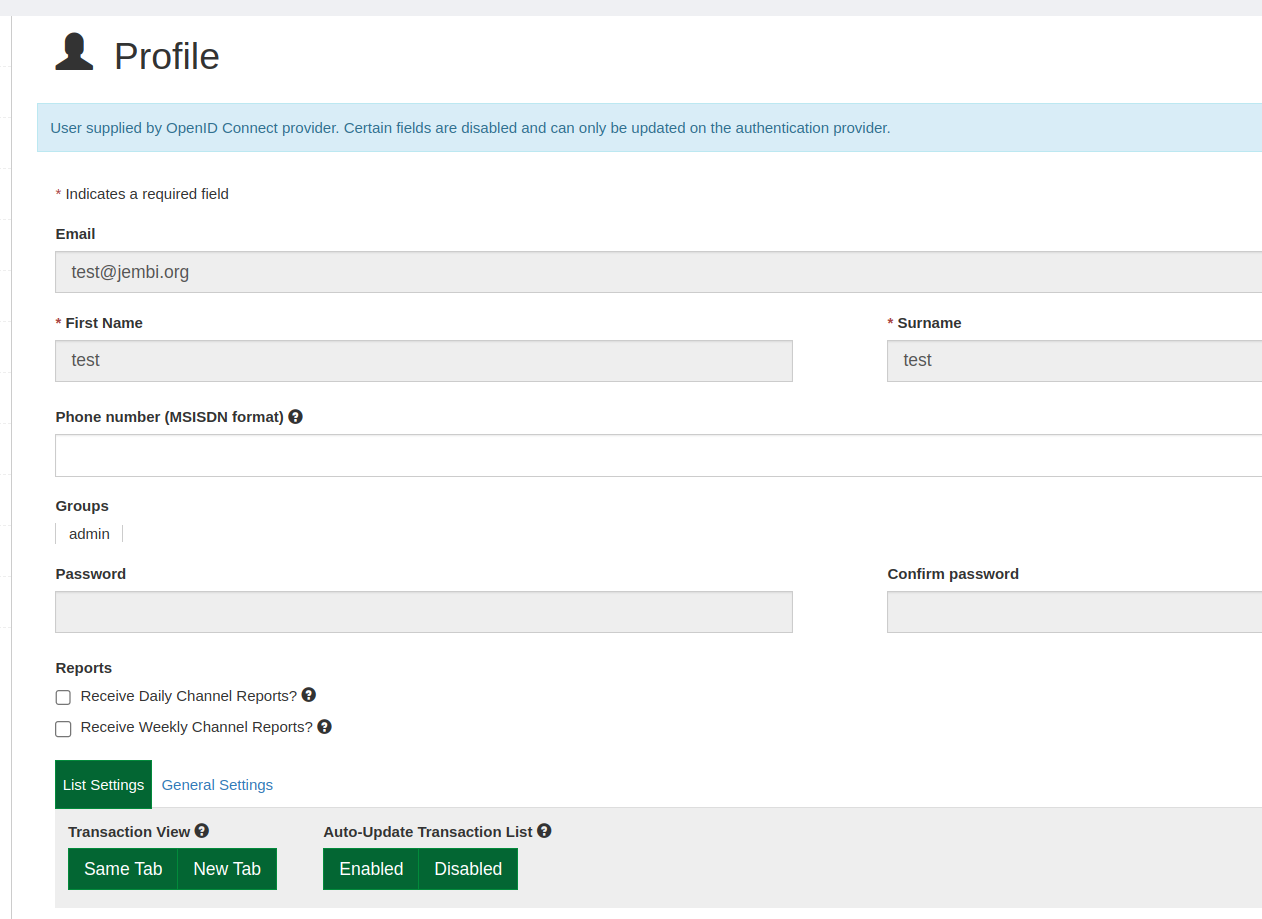 Profile
User supplied by OpenID Connect provider. Certain fields are disabled and can only be updated on the authentication provider.
* Indicates a required field
Email
test@jembi.org
* First Name
* Surname
test
test
Phone number (MSISDN format)
Groups
admin
Password
Confirm password
Reports
Receive Daily Channel Reports?
Receive Weekly Channel Reports?
List Settings
General Settings
Transaction View
Auto-Update Transaction List
Same Tab
New Tab
Enabled
Disabled